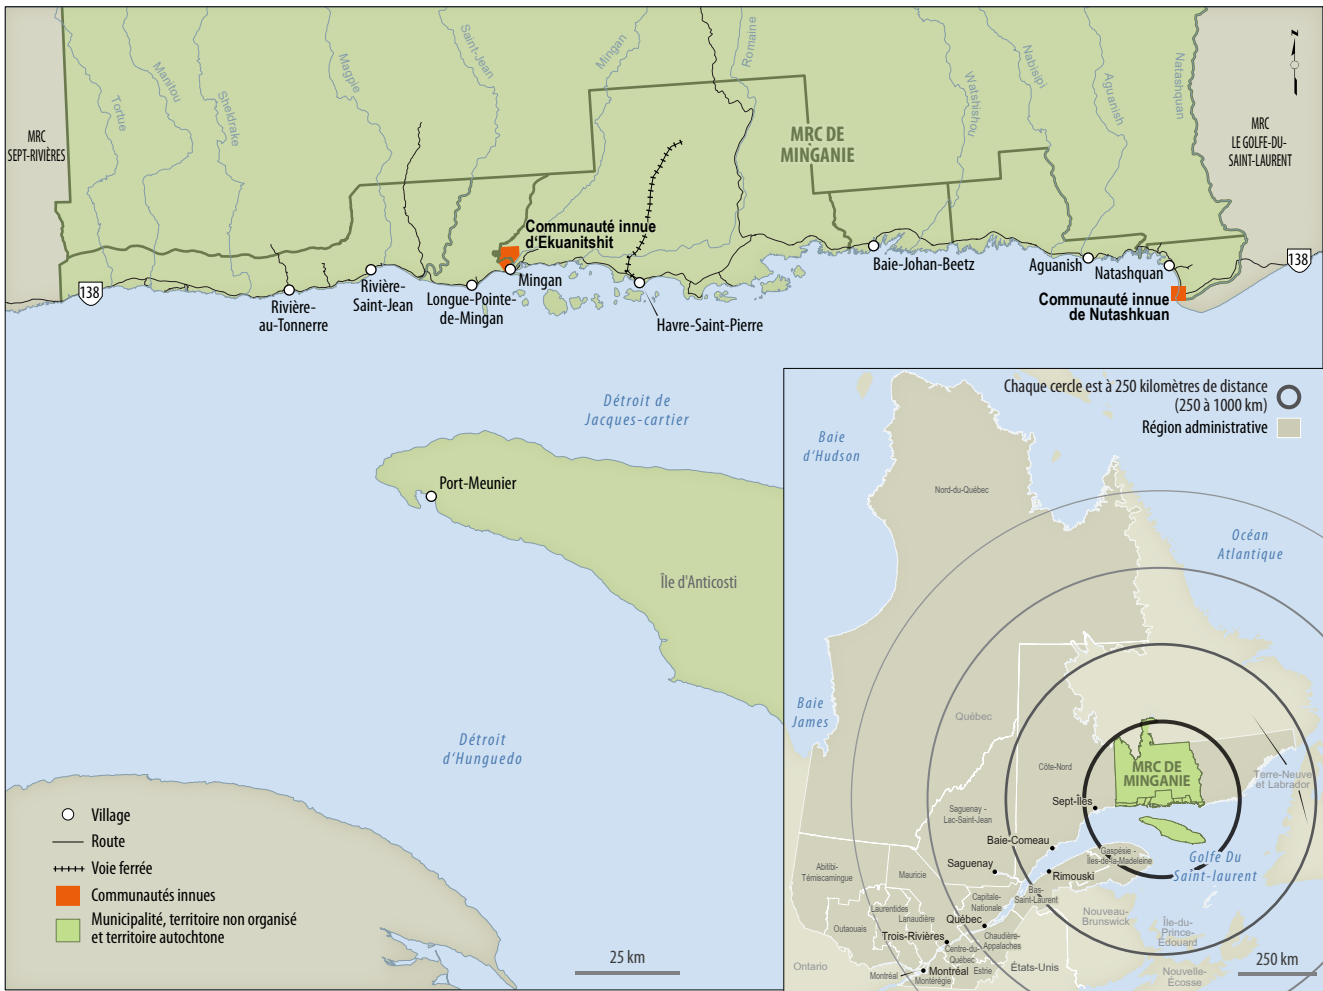 Tortue
Manitou
Sheldrake
Magpie
Saint-Jean
Mingan
Romaine
Watshishou
Nabisipi
Aguanish
Natashquan
N
MRC
SEPT-RIVIÈRES
MRC DE
MINGANIE
MRC
LE GOLFE-DU-
SAINT-LAURENT
138
138
Communauté innue
d'Ekuanitshit
Rivière-
au-Tonnerre
Rivière-
Saint-Jean
Longue-Pointe-
de-Mingan
Mingan
Havre-Saint-Pierre
Baie-Johan-Beetz
Aguanish
Natashquan
Communauté innue
de Nutashkuan
Détroit de
Jacques-cartier
Port-Meunier
Île d'Anticosti
Détroit
d'Hunguedo
Village
Route
Voie ferrée
Communautés innues
Municipalité, territoire non organisé
et territoire autochtone
25 km
Chaque cercle est à 250 kilomètres de distance
(250 à 1000 km)
Région administrative
Baie
d'Hudson
Nord-du-Québec
Océan
Atlantique
Baie
James
Québec
Côte-Nord
MRC DE
MINGANIE
Terre-Neuve
et Labrador
Sept-Îles
Saguenay -
Lac-Saint-Jean
Baie-Comeau
Gaspésie -
Îles-de-la-Madeleine
Golfe Du
Saint-laurent
Abitibi-
Témiscamingue
Mauricie
Saguenay
Rimouski
Bas-
Saint-Laurent
Capitale-
Nationale
Laurentides
Lanaudière
Québec
Outaouais
Trois-Rivières
Chaudière-
Appalaches
Centre-du-
Québec
Nouveau-
Brunswick
Île-du-
Prince-
Édouard
Ontario
Montréal
Montréal
Montérégie
Estrie
États-Unis
Nouvelle-
Écosse
250 km